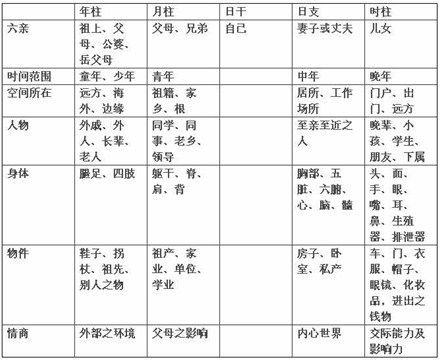 年柱 月柱 日干 日支 时柱
六亲 祖上、父 父母、兄弟 自己 妻子或丈夫 儿女
母、公婆、
岳父母
时间范围 童年、少年 青年 中年 晚年
空间所在 远方、海 祖籍、家 居所、工作 门户、出
外、边缘 乡、根 场所 门、远方
人物 外戚、外 同学、同 至亲至近之 晚辈、小
人、长辈、 事、老乡、 人 孩、学生、
老人 领导 朋友、下属
身体 腿足、四肢 躯干、脊、 胸部、五 头、面、
肩、背 脏、六腑、 手、眼、
心、脑、髓 嘴、耳、
鼻、生殖
器、排泄器
物件 鞋子、拐 祖产、家 房子、卧 车、门、衣
杖、祖先、 业、单位、 室、私产 服、帽子、
别人之物 学业 眼镜、化妆
品，进出之
钱物
情商 外部之环境 父母之影响 内心世界 交际能力及
影响力